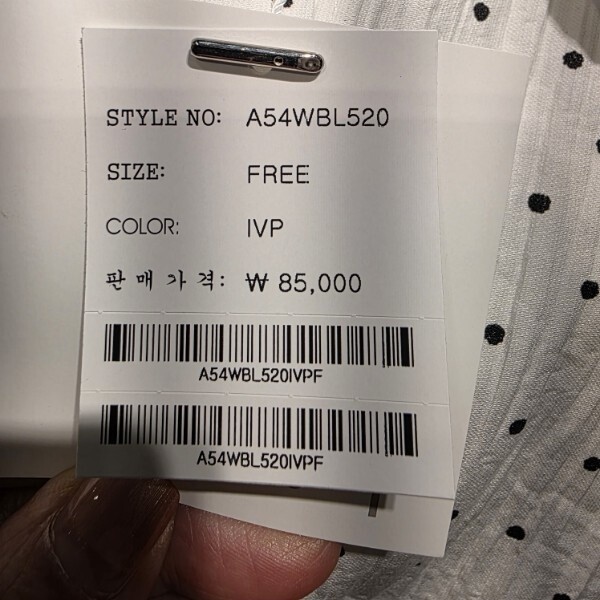 STYLE NO: A54WBL520
SIZE: FREE
COLOR: IVP
판매가격: ₩ 85,000
A54WBL520IVPF
A54WBL520IVPF